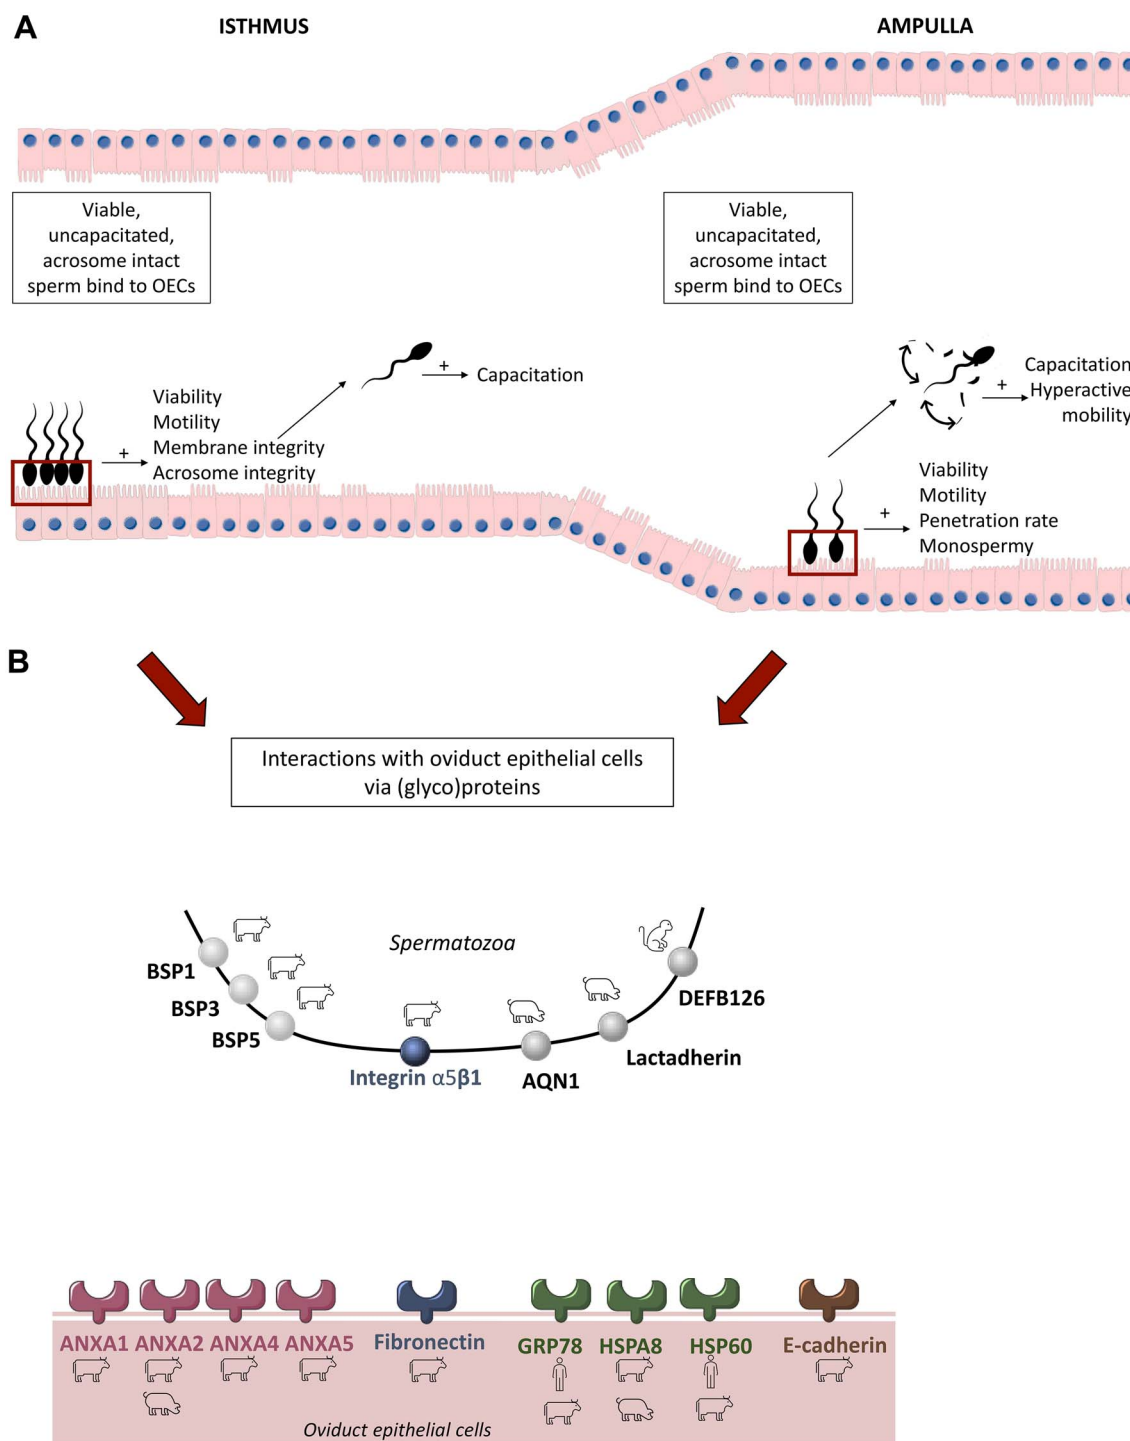 A
ISTHMUS
AMPULLA
Viable,
uncapacitated,
acrosome intact
sperm bind to OECs
Viable,
uncapacitated,
acrosome intact
sperm bind to OECs
+
Capacitation
Viability
Motility
Membrane integrity
Acrosome integrity
+
+
Capacitation
Hyperactive
mobility
+
Viability
Motility
Penetration rate
Monospermy
B
Interactions with oviduct epithelial cells
via (glyco)proteins
Spermatozoa
BSP1
BSP3
BSP5
Integrin α5β1
AQN1
Lactadherin
DEFB126
ANXA1 ANXA2 ANXA4 ANXA5 Fibronectin GRP78 HSPA8 HSP60 E-cadherin
Oviduct epithelial cells